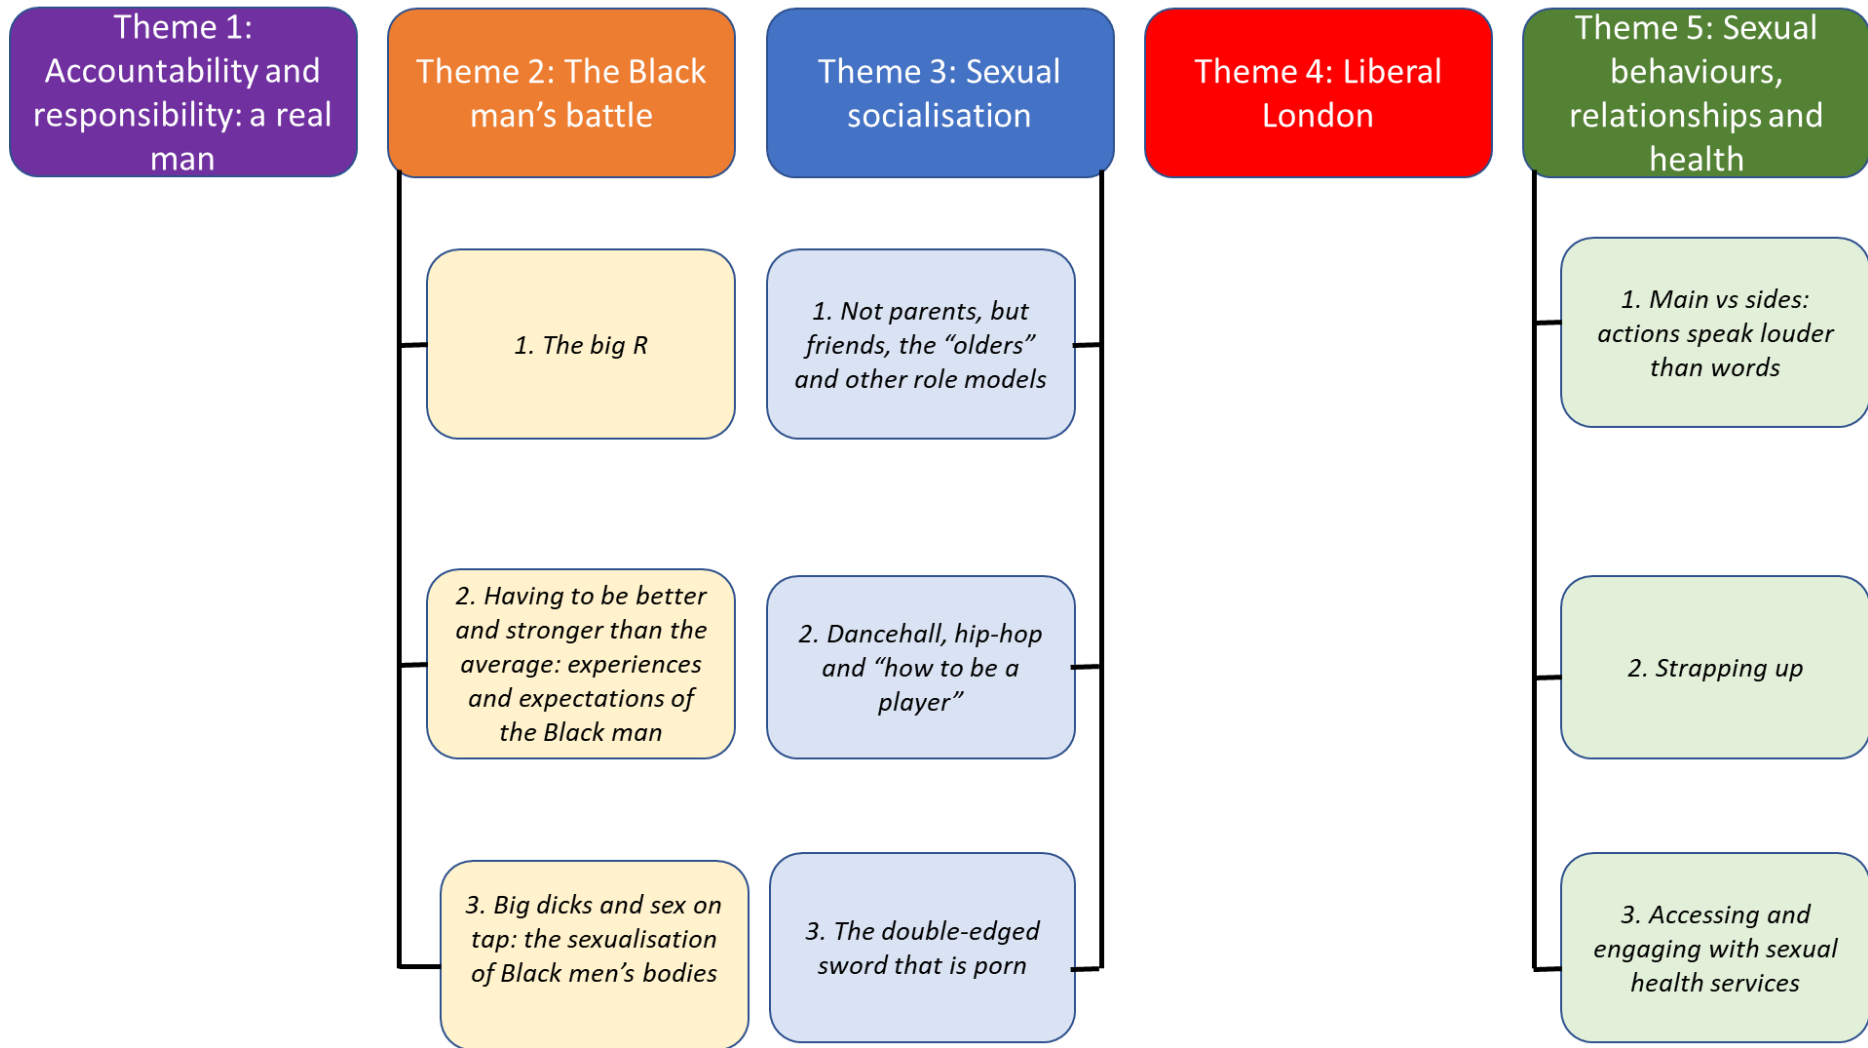 Theme 1:
Accountability and
responsibility: a real
man
Theme 2: The Black
man’s battle
Theme 3: Sexual
socialisation
Theme 4: Liberal
London
Theme 5: Sexual
behaviours,
relationships and
health
1. The big R
2. Having to be better
and stronger than the
average: experiences
and expectations of
the Black man
3. Big dicks and sex on
tap: the sexualisation
of Black men’s bodies
1. Not parents, but
friends, the “olders”
and other role models
2. Dancehall, hip-hop
and “how to be a
player”
3. The double-edged
sword that is porn
1. Main vs sides:
actions speak louder
than words
2. Strapping up
3. Accessing and
engaging with sexual
health services